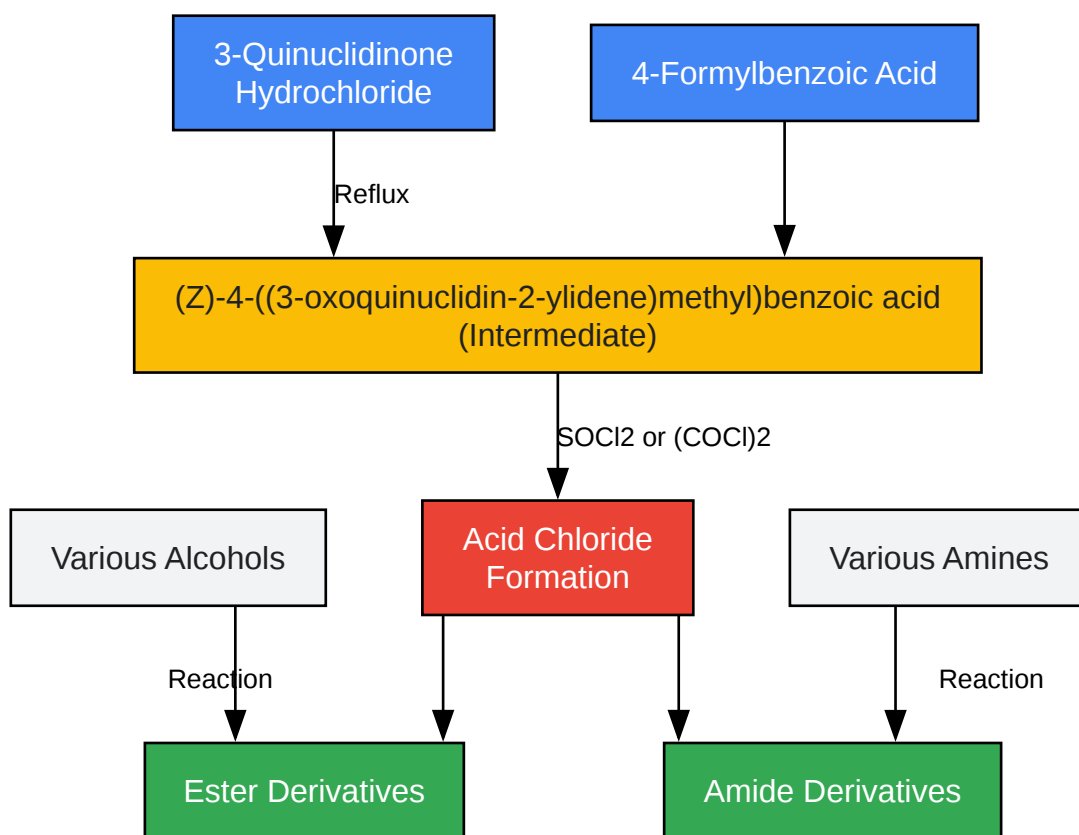 3-Quinuclidinone
Hydrochloride
4-Formylbenzoic Acid
Reflux
(Z)-4-((3-oxoquinuclidin-2-ylidene)methyl)benzoic acid
(Intermediate)
SOCl2 or (COCl)2
Various Alcohols
Acid Chloride
Formation
Various Amines
Reaction
Reaction
Ester Derivatives
Amide Derivatives